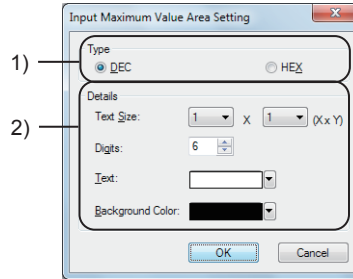 Input Maximum Value Area Setting
1)
Type
DEC
HEX
2)
Details
Text Size: 1 X 1 (X x Y)
Digits: 6
Text:
Background Color:
OK Cancel